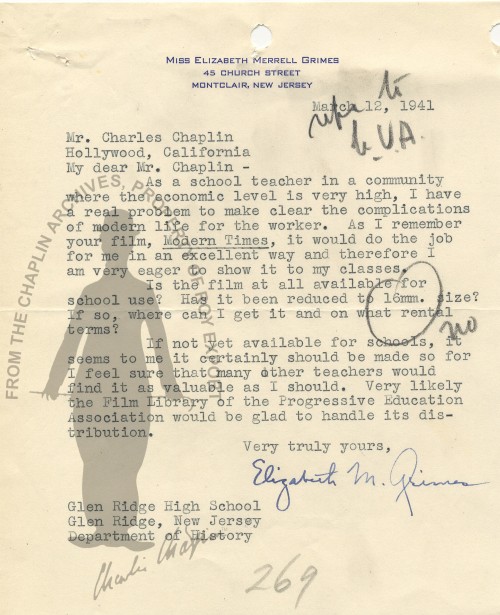 MISS ELIZABETH MERRELL GRIMES
45 CHURCH STREET
MONTCLAIR, NEW JERSEY
March 12, 1941
refer to
U.A.
Mr. Charles Chaplin
Hollywood, California
My dear Mr. Chaplin -
As a school teacher in a community
where the economic level is very high, I have
a real problem to make clear the complications
of modern life for the worker. As I remember
your film, Modern Times, it would do the job
for me in an excellent way and therefore I
am very eager to show it to my classes.
Is the film at all available for
school use? Has it been reduced to 16mm. size?
If so, where can I get it and on what rental
terms?
no
If not yet available for schools, it
seems to me it certainly should be made so for
I feel sure that many other teachers would
find it as valuable as I should. Very likely
the Film Library of the Progressive Education
Association would be glad to handle its dis-
tribution.
Very truly yours,
Elizabeth M. Grimes
Glen Ridge High School
Glen Ridge, New Jersey
Department of History
Charlie Chaplin
269
FROM THE CHAPLIN ARCHIVES, PROPERTY OF ROY EXPORT